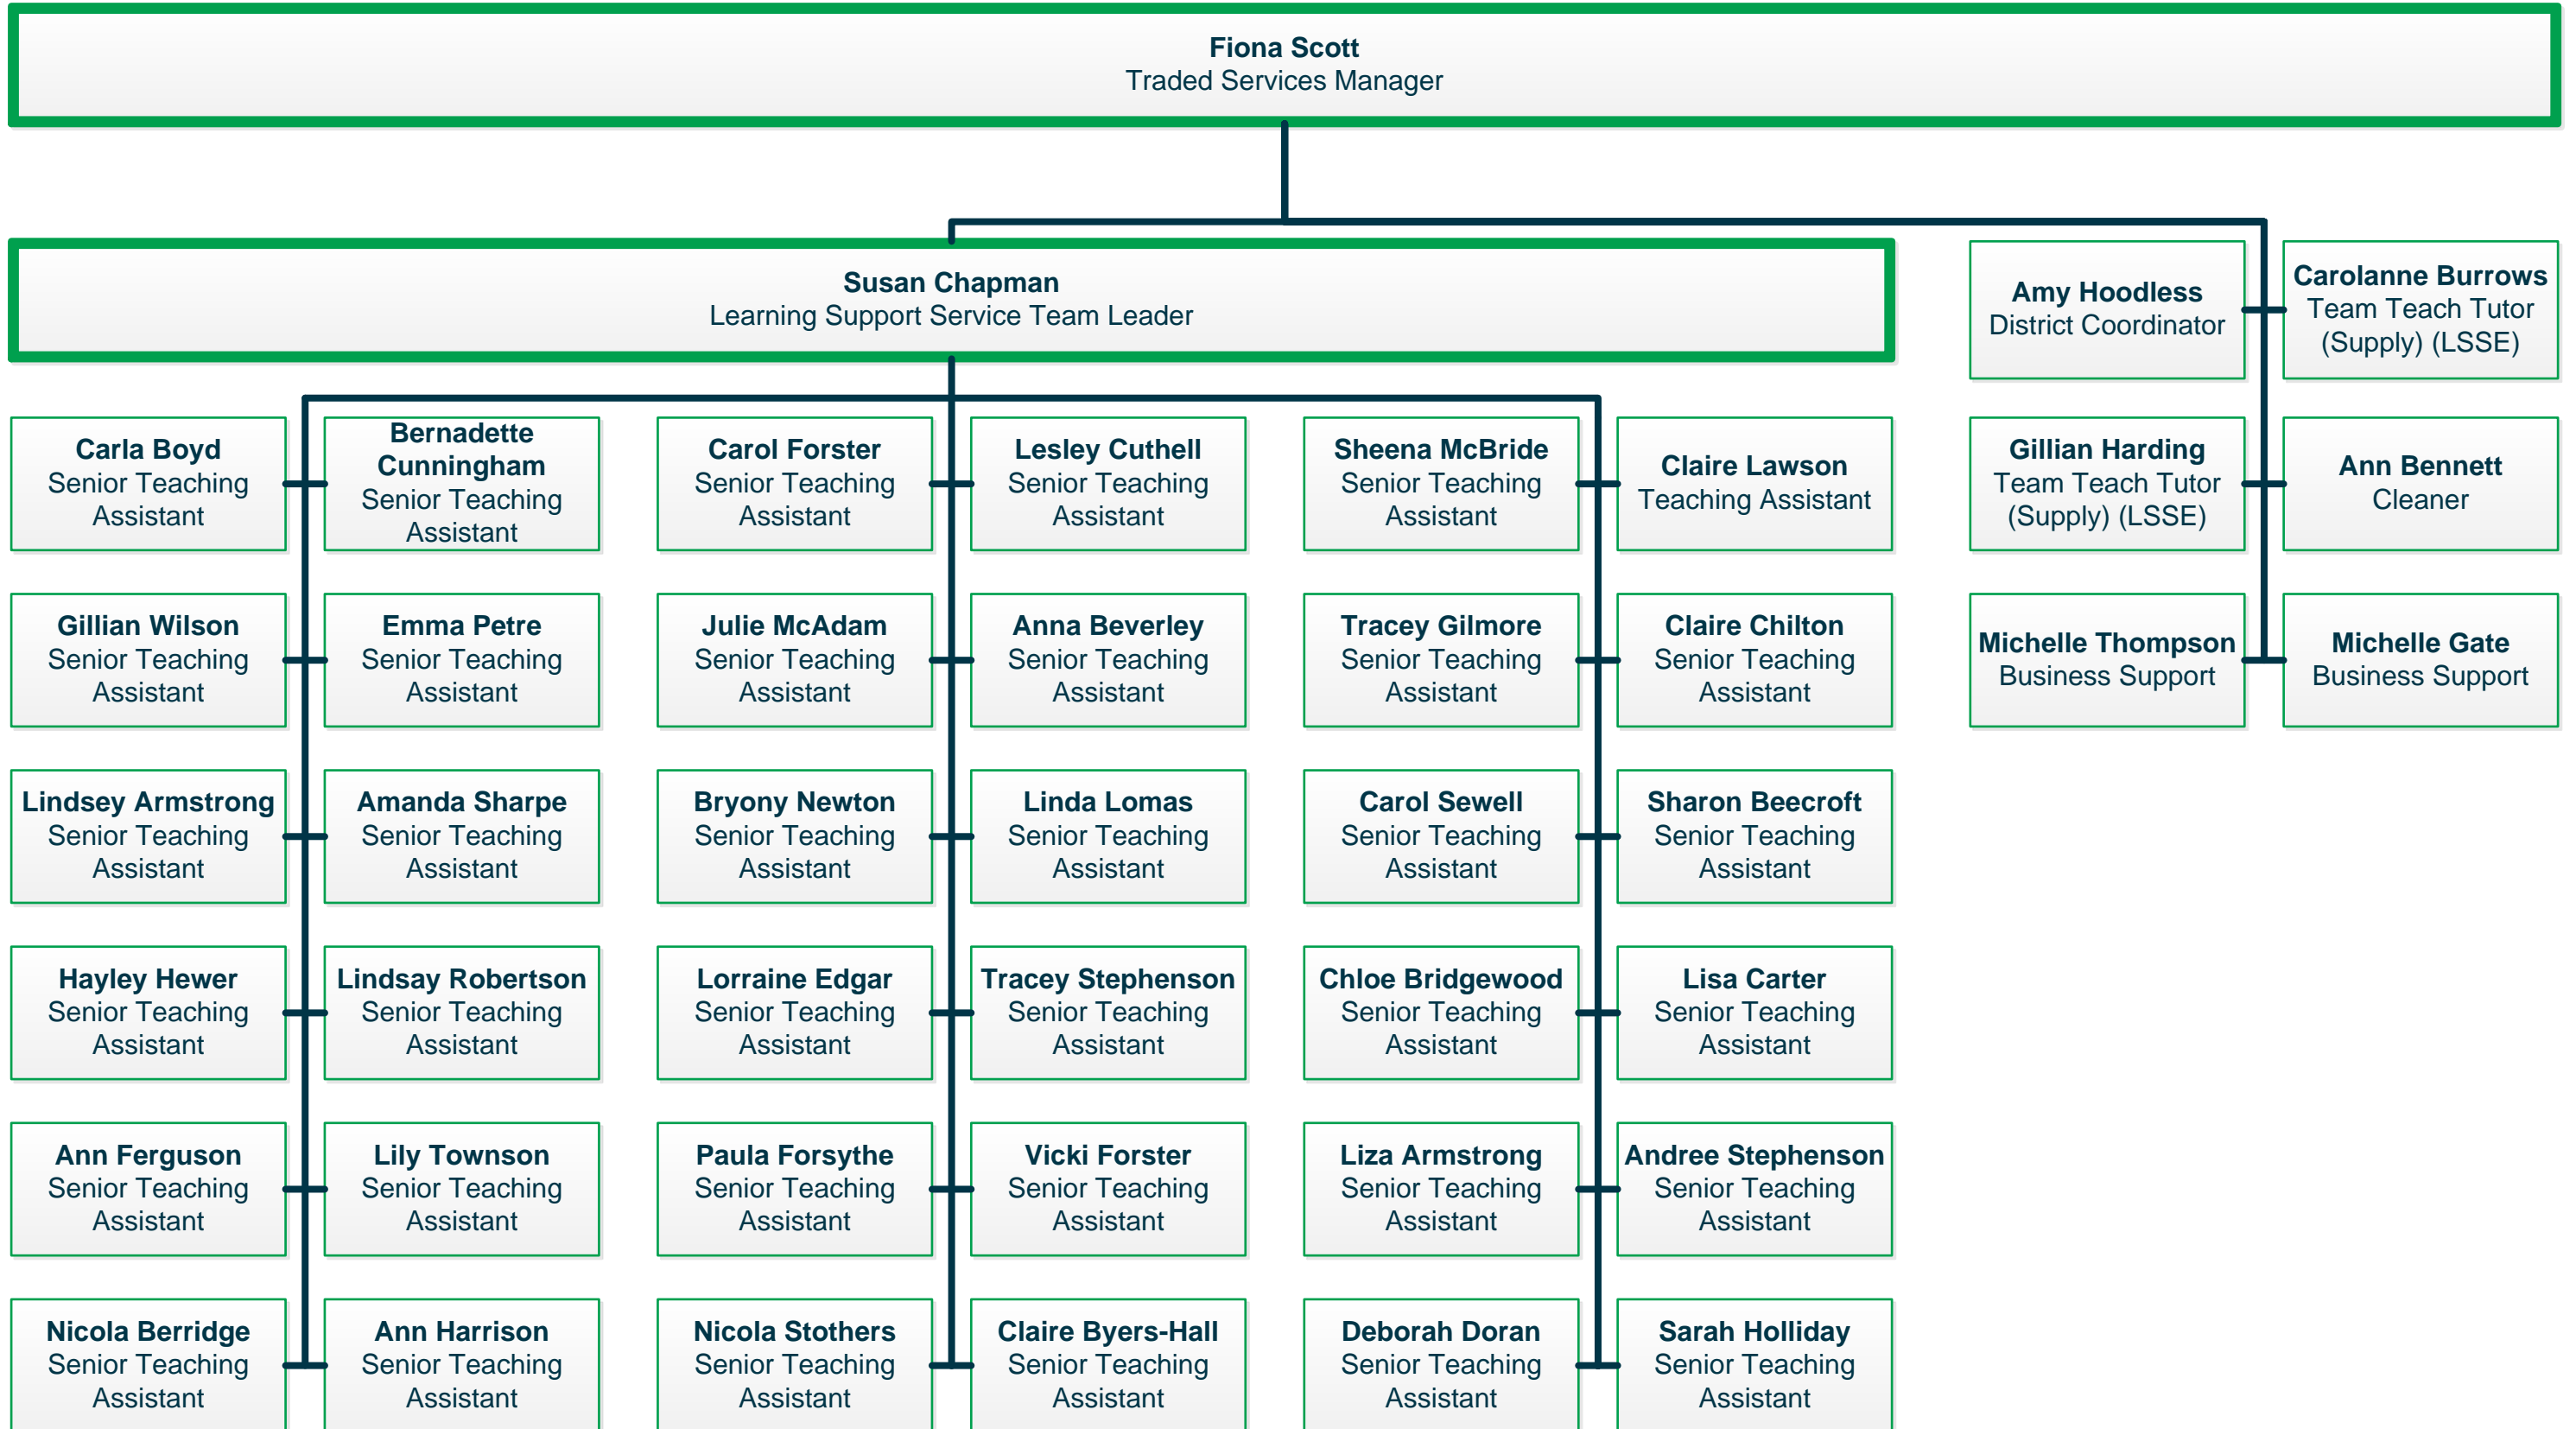 Fiona Scott
Traded Services Manager
Susan Chapman
Learning Support Service Team Leader
Amy Hoodless
District Coordinator
Carolanne Burrows
Team Teach Tutor
(Supply) (LSSE)
Carla Boyd
Senior Teaching
Assistant
Bernadette
Cunningham
Senior Teaching
Assistant
Carol Forster
Senior Teaching
Assistant
Lesley Cuthell
Senior Teaching
Assistant
Sheena McBride
Senior Teaching
Assistant
Claire Lawson
Teaching Assistant
Gillian Harding
Team Teach Tutor
(Supply) (LSSE)
Ann Bennett
Cleaner
Gillian Wilson
Senior Teaching
Assistant
Emma Petre
Senior Teaching
Assistant
Julie McAdam
Senior Teaching
Assistant
Anna Beverley
Senior Teaching
Assistant
Tracey Gilmore
Senior Teaching
Assistant
Claire Chilton
Senior Teaching
Assistant
Michelle Thompson
Business Support
Michelle Gate
Business Support
Lindsey Armstrong
Senior Teaching
Assistant
Amanda Sharpe
Senior Teaching
Assistant
Bryony Newton
Senior Teaching
Assistant
Linda Lomas
Senior Teaching
Assistant
Carol Sewell
Senior Teaching
Assistant
Sharon Beecroft
Senior Teaching
Assistant
Hayley Hewer
Senior Teaching
Assistant
Lindsay Robertson
Senior Teaching
Assistant
Lorraine Edgar
Senior Teaching
Assistant
Tracey Stephenson
Senior Teaching
Assistant
Chloe Bridgewood
Senior Teaching
Assistant
Lisa Carter
Senior Teaching
Assistant
Ann Ferguson
Senior Teaching
Assistant
Lily Townson
Senior Teaching
Assistant
Paula Forsythe
Senior Teaching
Assistant
Vicki Forster
Senior Teaching
Assistant
Liza Armstrong
Senior Teaching
Assistant
Andree Stephenson
Senior Teaching
Assistant
Nicola Berridge
Senior Teaching
Assistant
Ann Harrison
Senior Teaching
Assistant
Nicola Stothers
Senior Teaching
Assistant
Claire Byers-Hall
Senior Teaching
Assistant
Deborah Doran
Senior Teaching
Assistant
Sarah Holliday
Senior Teaching
Assistant